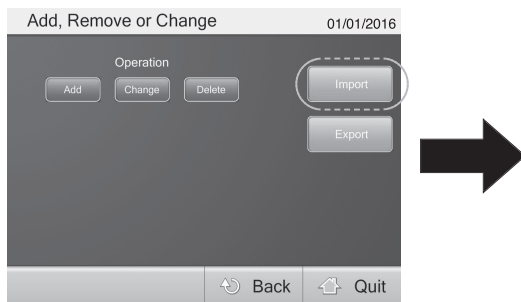 Add, Remove or Change 01/01/2016
Operation
Add Change Delete Import
Export
Back Quit